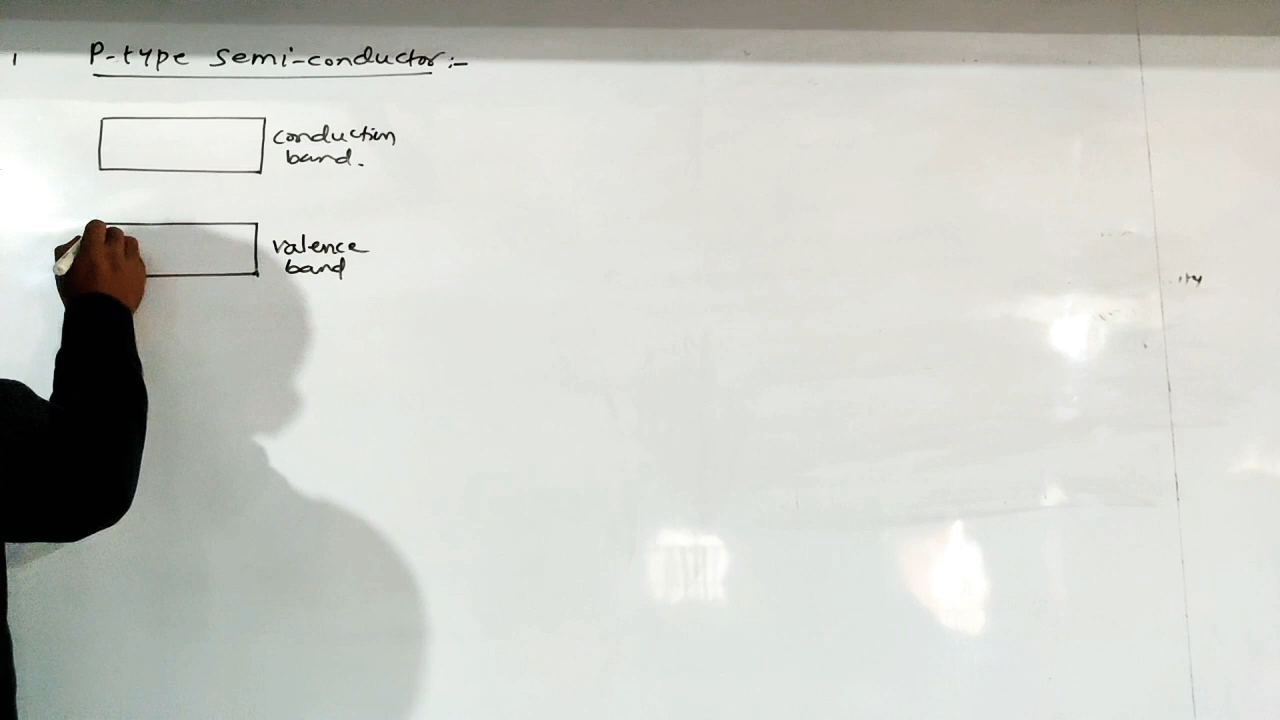 P-type semi-conductor:-
conduction
band.
valence
band